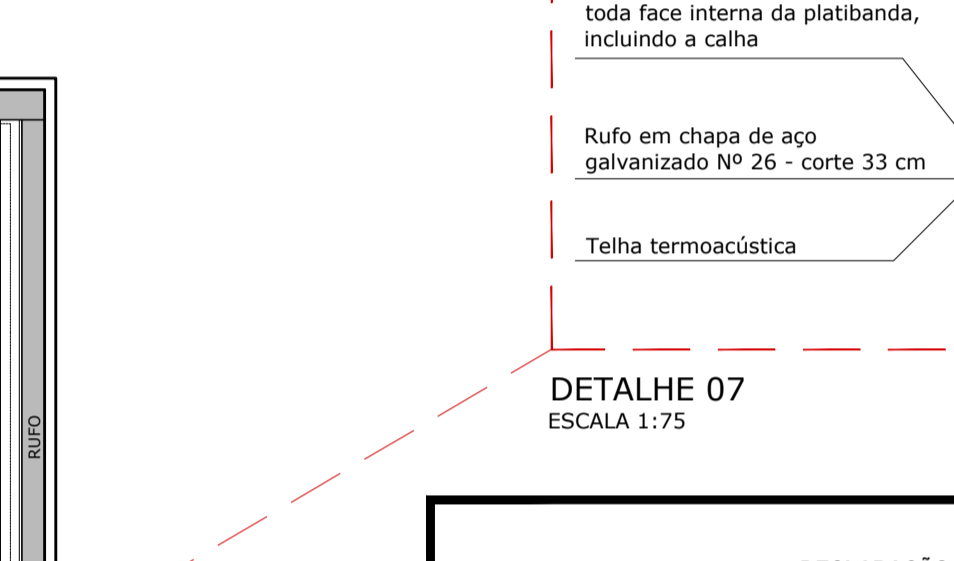 toda face interna da platibanda,
incluindo a calha
Rufo em chapa de aço
galvanizado Nº 26 - corte 33 cm
Telha termoacústica
DETALHE 07
ESCALA 1:75
RUFO